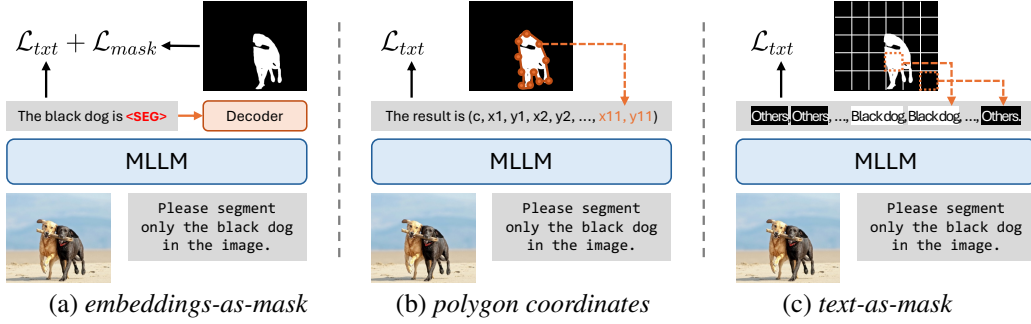 L_txt + L_mask
The black dog is <SEG>
Decoder
MLLM
Please segment
only the black dog
in the image.
(a) embeddings-as-mask
L_txt
The result is (c, x1, y1, x2, y2, ..., x11, y11)
MLLM
Please segment
only the black dog
in the image.
(b) polygon coordinates
L_txt
Others, Others, ..., Black dog, Black dog, ..., Others.
MLLM
Please segment
only the black dog
in the image.
(c) text-as-mask